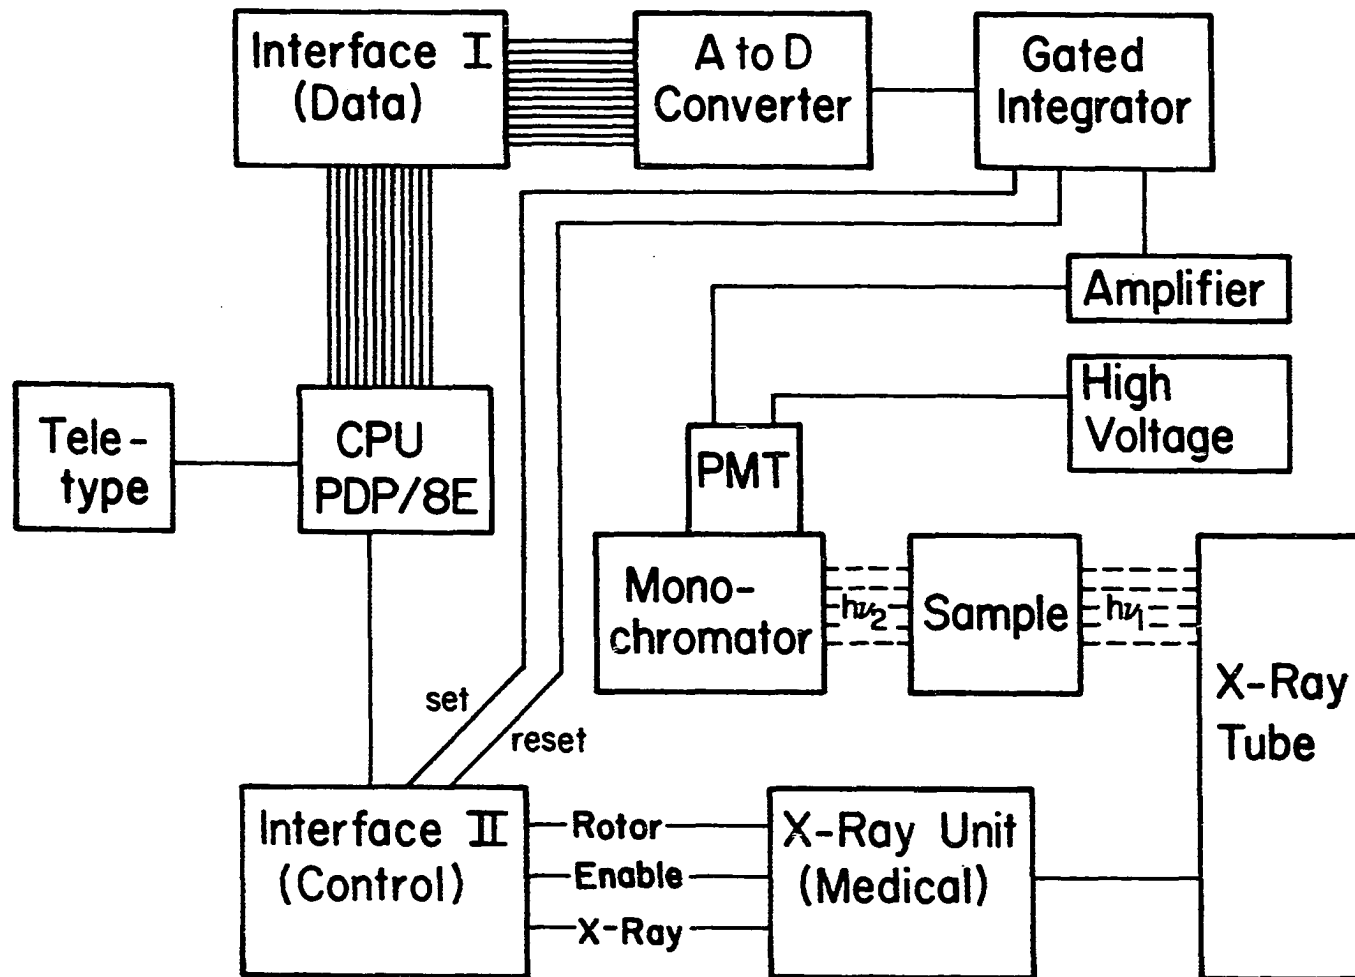 Interface I
(Data)
A to D
Converter
Gated
Integrator
Amplifier
High
Voltage
Tele-
type
CPU
PDP/8E
PMT
Mono-
chromator
hν₂
Sample
hν₁
X-Ray
Tube
set
reset
Interface II
(Control)
Rotor
Enable
X-Ray
X-Ray Unit
(Medical)